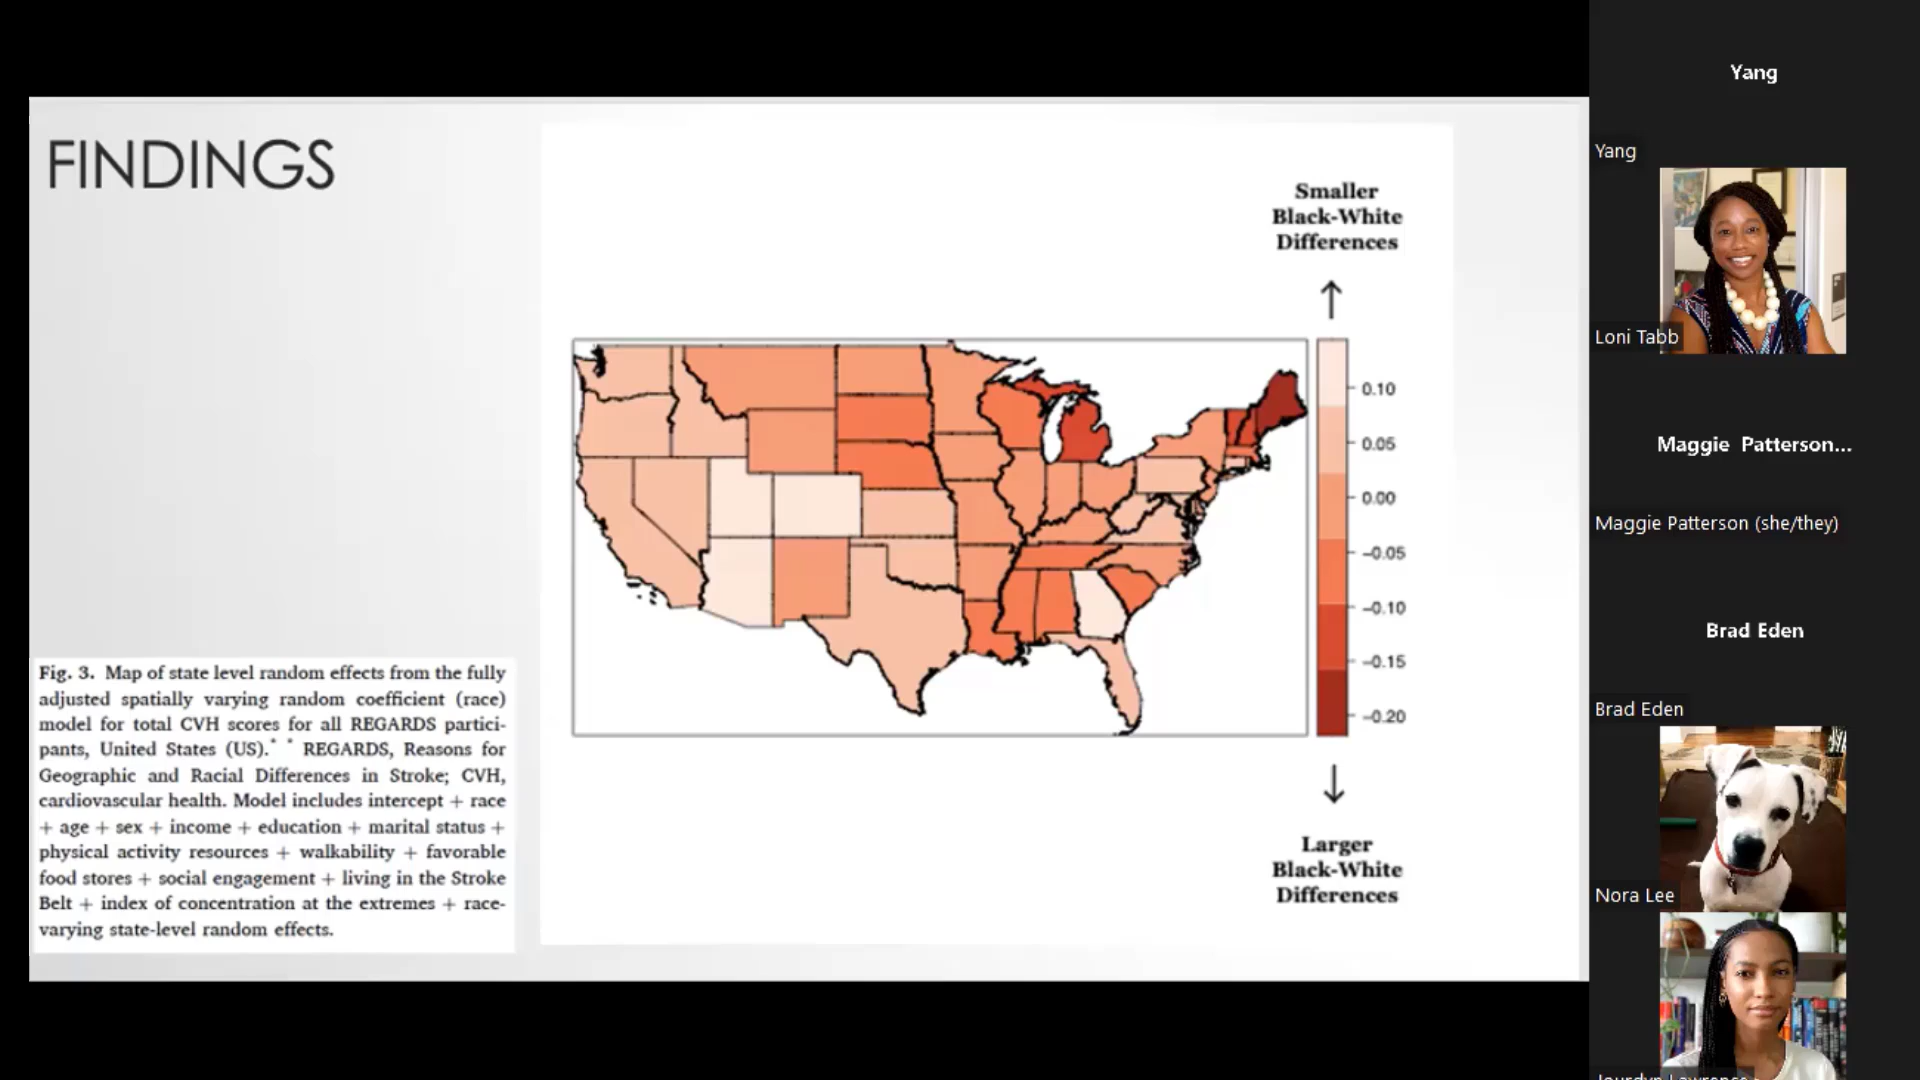 FINDINGS
Smaller
Black-White
Differences
0.10
0.05
0.00
−0.05
−0.10
−0.15
−0.20
Larger
Black-White
Differences
Fig. 3. Map of state level random effects from the fully
adjusted spatially varying random coefficient (race)
model for total CVH scores for all REGARDS partici-
pants, United States (US).* * REGARDS, Reasons for
Geographic and Racial Differences in Stroke; CVH,
cardiovascular health. Model includes intercept + race
+ age + sex + income + education + marital status +
physical activity resources + walkability + favorable
food stores + social engagement + living in the Stroke
Belt + index of concentration at the extremes + race-
varying state-level random effects.
Yang
Yang
Loni Tabb
Maggie Patterson...
Maggie Patterson (she/they)
Brad Eden
Brad Eden
Nora Lee